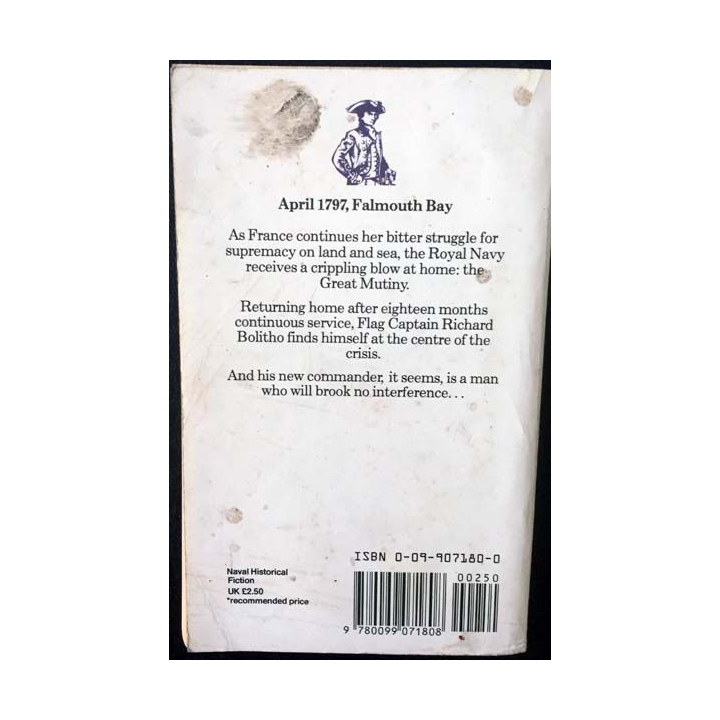 April 1797, Falmouth Bay
As France continues her bitter struggle for
supremacy on land and sea, the Royal Navy
receives a crippling blow at home: the
Great Mutiny.
Returning home after eighteen months
continuous service, Flag Captain Richard
Bolitho finds himself at the centre of the
crisis.
And his new commander, it seems, is a man
who will brook no interference...
ISBN 0-09-907180-0
00250
Naval Historical
Fiction
UK £2.50
*recommended price
9 780099 071808